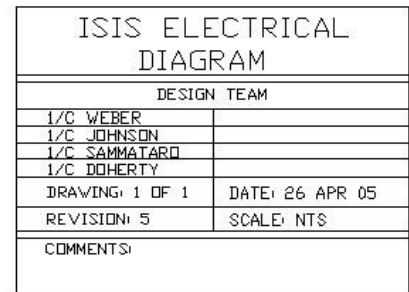 ISIS ELECTRICAL
DIAGRAM
DESIGN TEAM
1/C WEBER
1/C JOHNSON
1/C SAMMATARO
1/C DOHERTY
DRAWING: 1 OF 1 DATE: 26 APR 05
REVISION: 5 SCALE: NTS
COMMENTS: